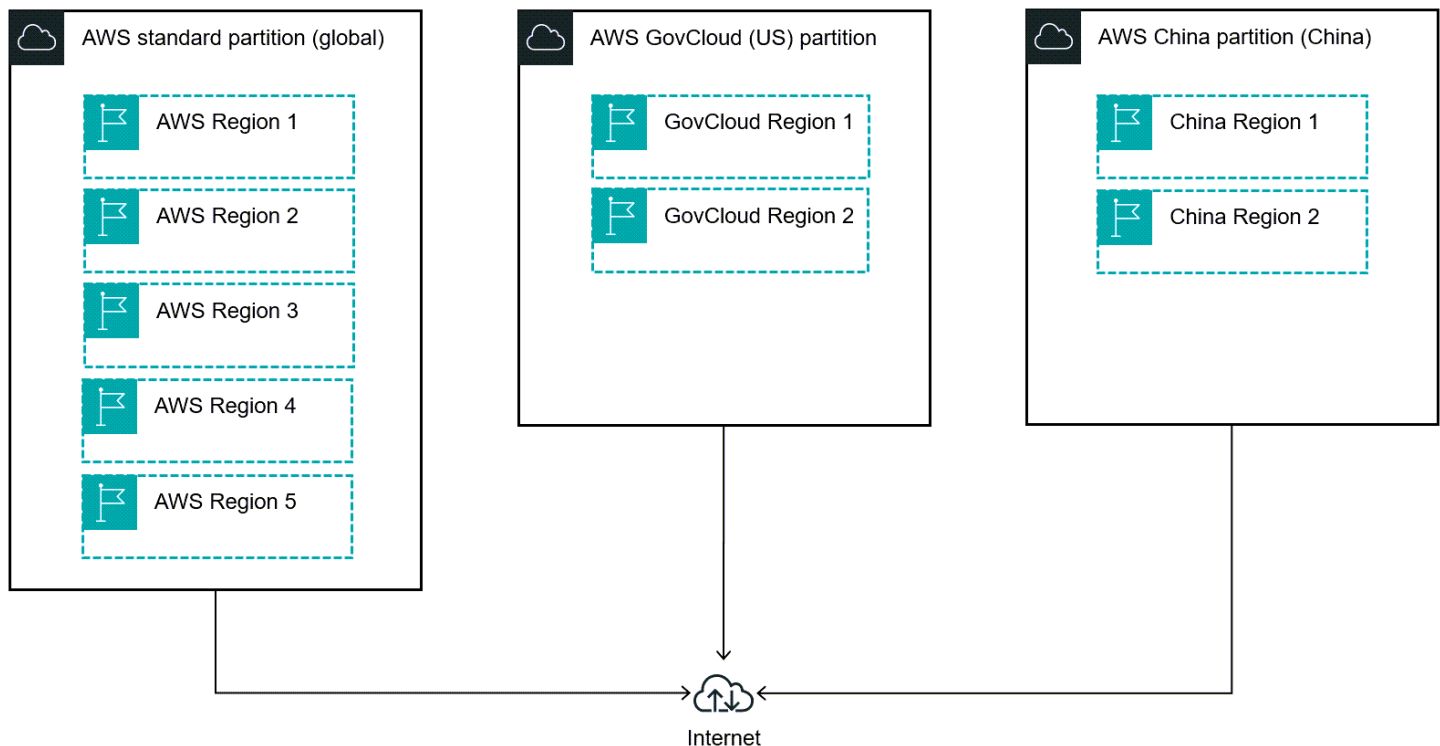 AWS standard partition (global)
AWS Region 1
AWS Region 2
AWS Region 3
AWS Region 4
AWS Region 5
AWS GovCloud (US) partition
GovCloud Region 1
GovCloud Region 2
AWS China partition (China)
China Region 1
China Region 2
Internet